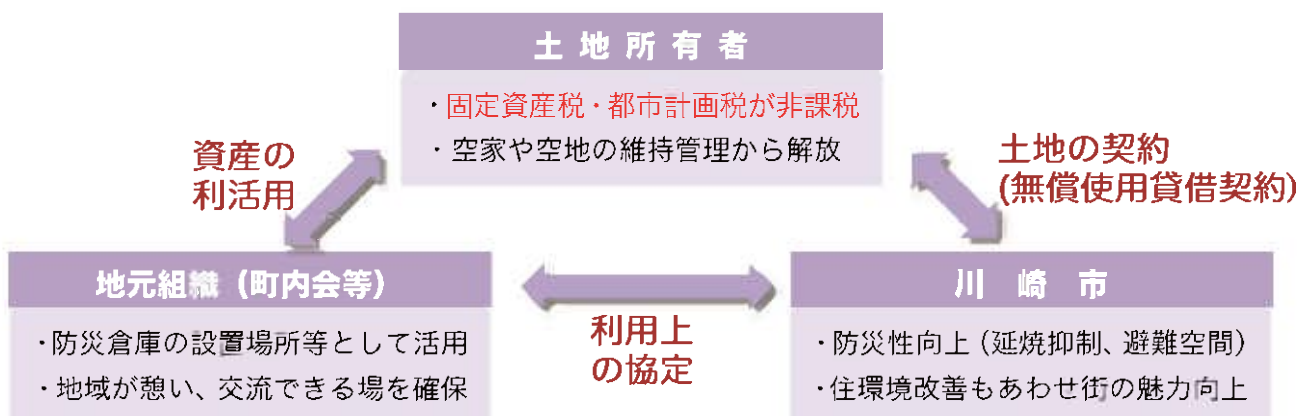 土地所有者
・固定資産税・都市計画税が非課税
・空家や空地の維持管理から解放
資産の
利活用
土地の契約
(無償使用貸借契約)
地元組織（町内会等）
・防災倉庫の設置場所等として活用
・地域が憩い、交流できる場を確保
利用上
の協定
川崎市
・防災性向上（延焼抑制、避難空間）
・住環境改善もあわせ街の魅力向上